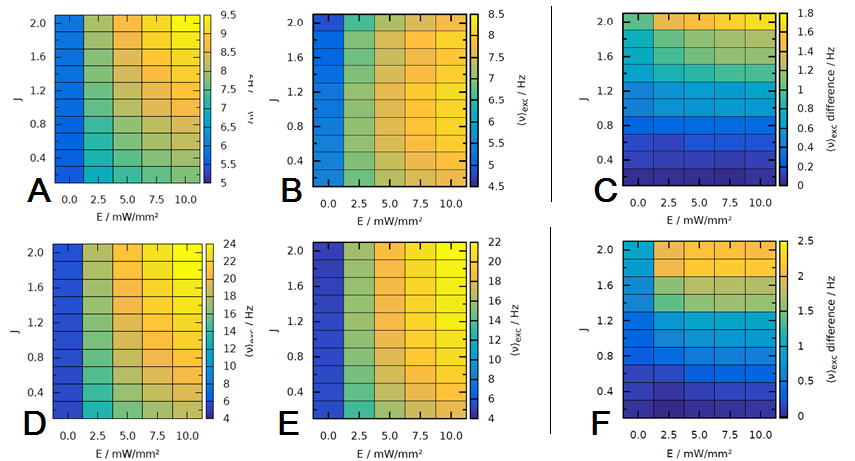 A
J
2.0
1.6
1.2
0.8
0.4
0.0 2.5 5.0 7.5 10.0
E / mW/mm²
9.5
9
8.5
8
7.5
7
6.5
6
5.5
5
Hz
B
J
2.0
1.6
1.2
0.8
0.4
0.0 2.5 5.0 7.5 10.0
E / mW/mm²
8.5
8
7.5
7
6.5
6
5.5
5
4.5
⟨ν⟩exc / Hz
C
J
2.0
1.6
1.2
0.8
0.4
0.0 2.5 5.0 7.5 10.0
E / mW/mm²
1.8
1.6
1.4
1.2
1
0.8
0.6
0.4
0.2
0
⟨ν⟩exc difference / Hz
D
J
2.0
1.6
1.2
0.8
0.4
0.0 2.5 5.0 7.5 10.0
E / mW/mm²
24
22
20
18
16
14
12
10
8
6
4
⟨ν⟩exc / Hz
E
J
2.0
1.6
1.2
0.8
0.4
0.0 2.5 5.0 7.5 10.0
E / mW/mm²
22
20
18
16
14
12
10
8
6
4
⟨ν⟩exc / Hz
F
J
2.0
1.6
1.2
0.8
0.4
0.0 2.5 5.0 7.5 10.0
E / mW/mm²
2.5
2
1.5
1
0.5
0
⟨ν⟩exc difference / Hz